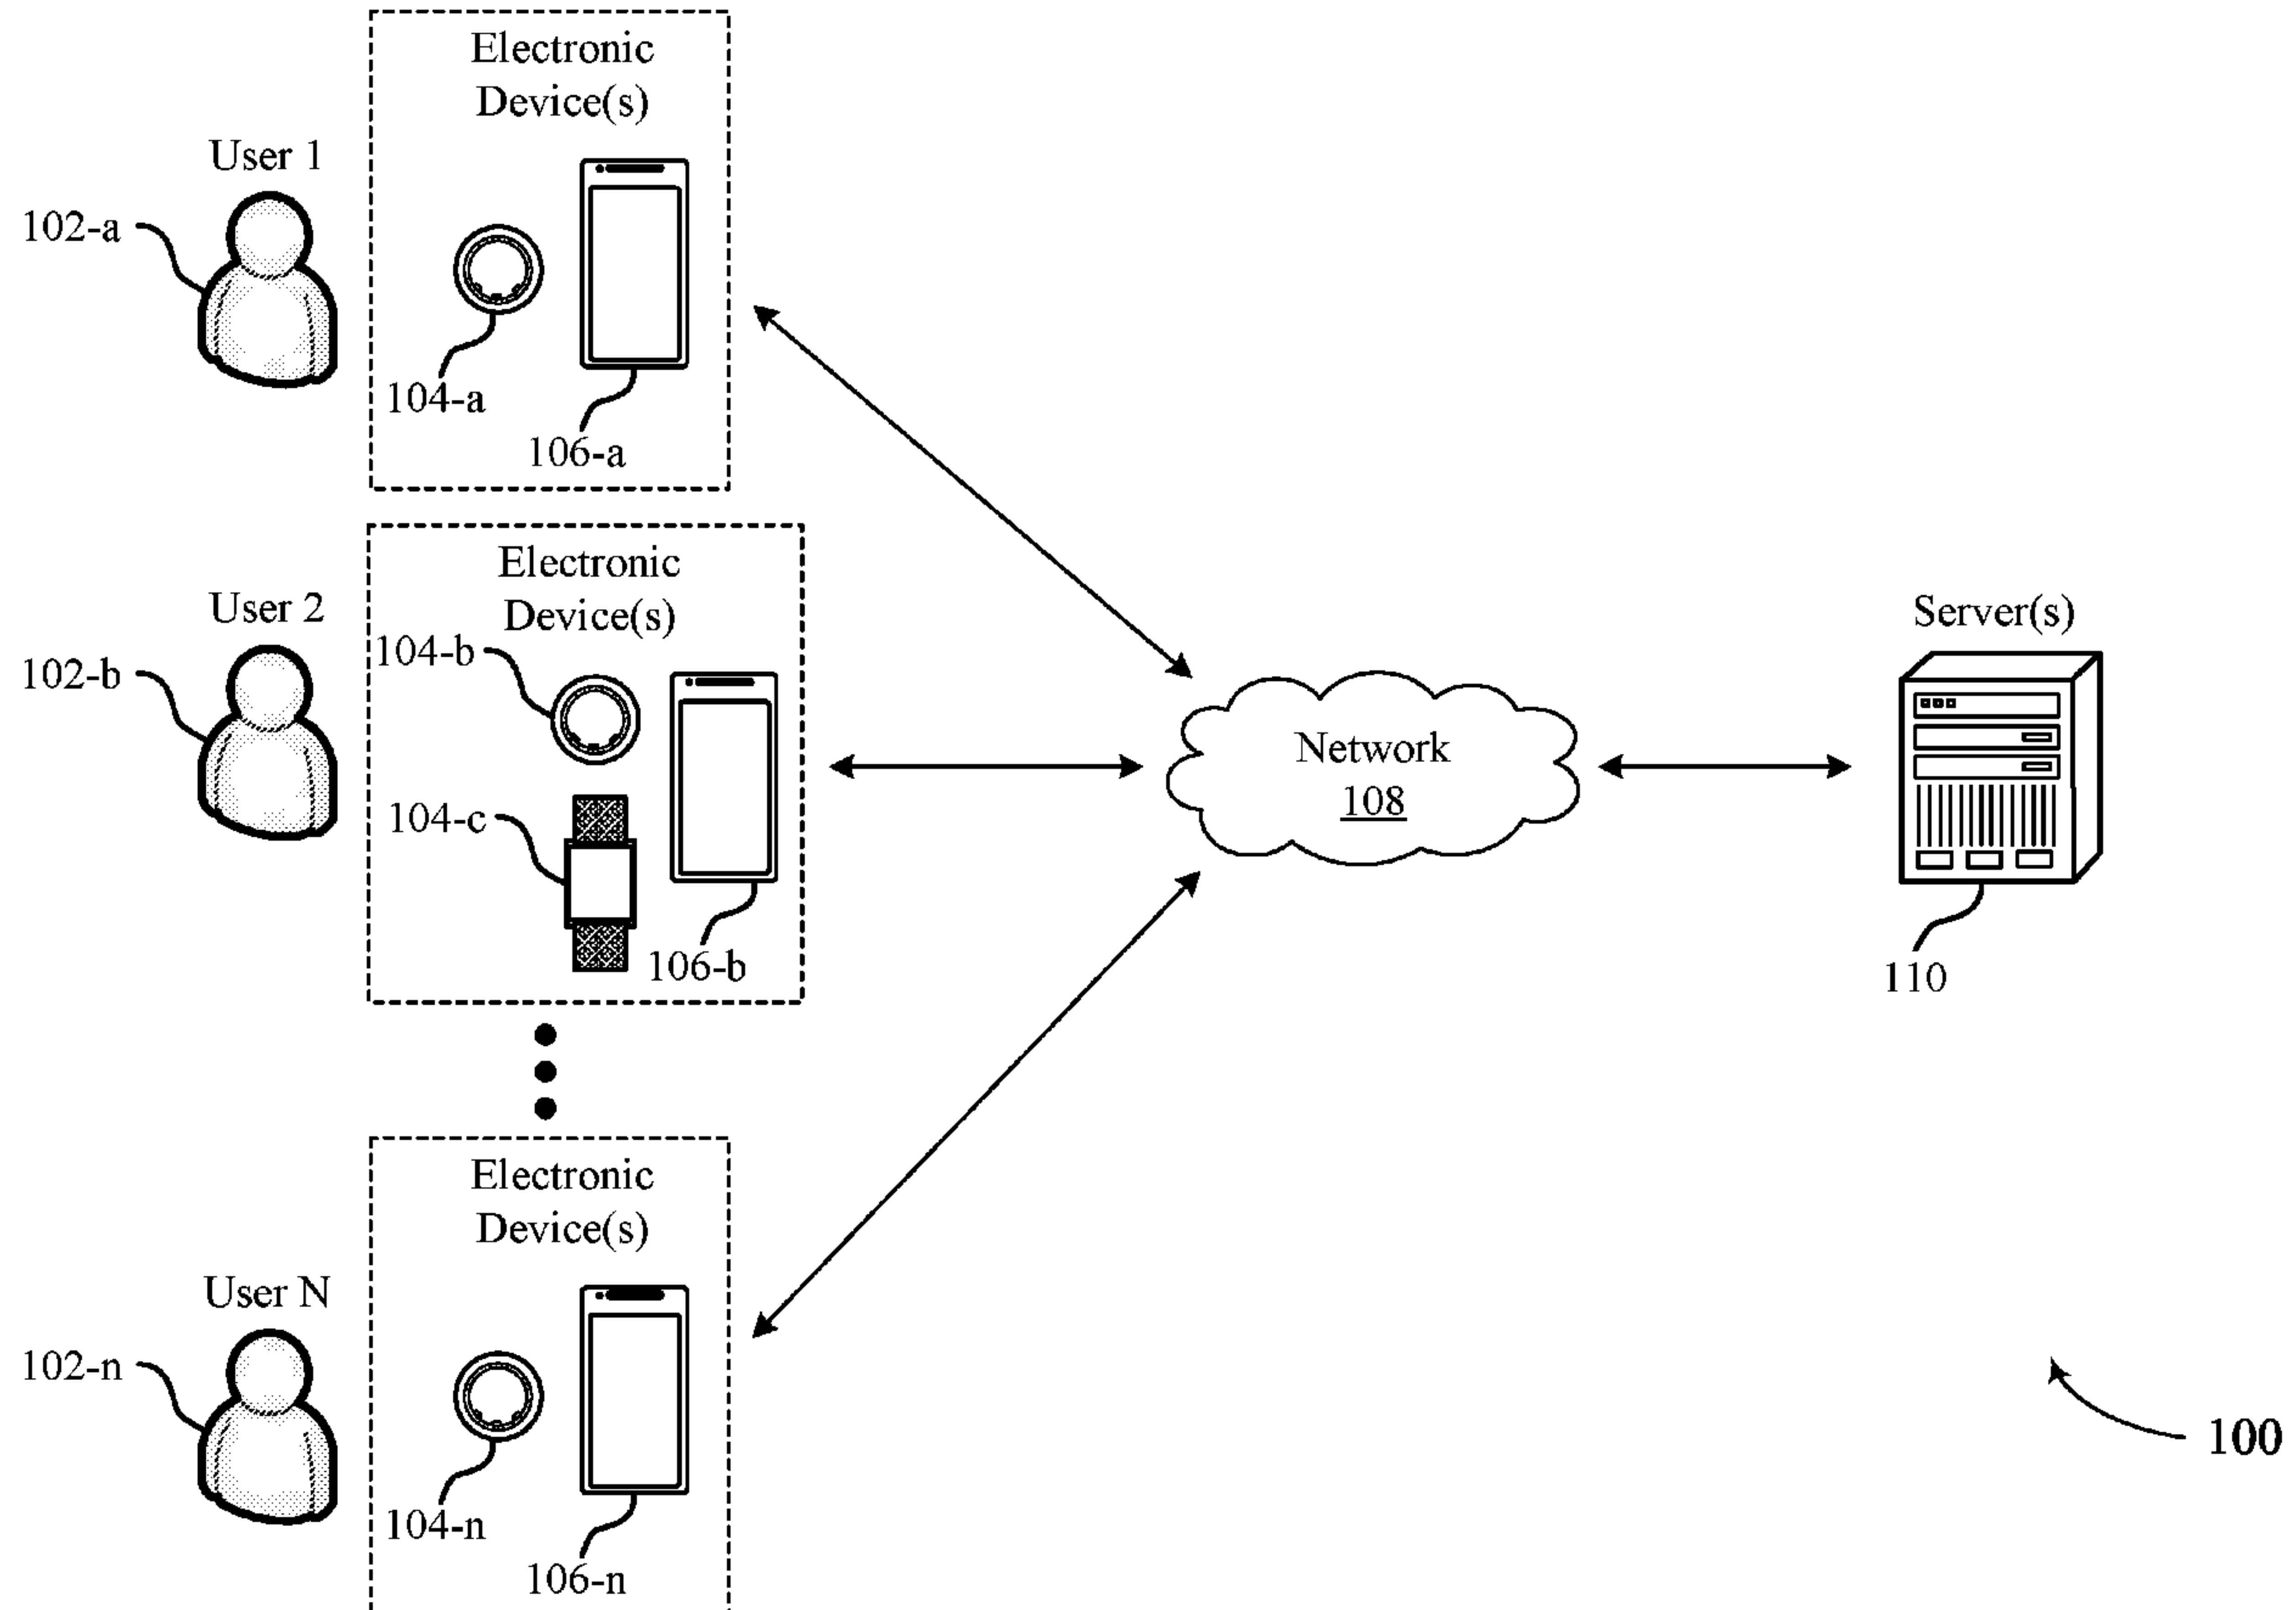 Electronic
Device(s)
User 1
102-a
104-a
106-a
Electronic
Device(s)
User 2
102-b
104-b
104-c
106-b
Network
108
Server(s)
110
Electronic
Device(s)
User N
102-n
104-n
106-n
100